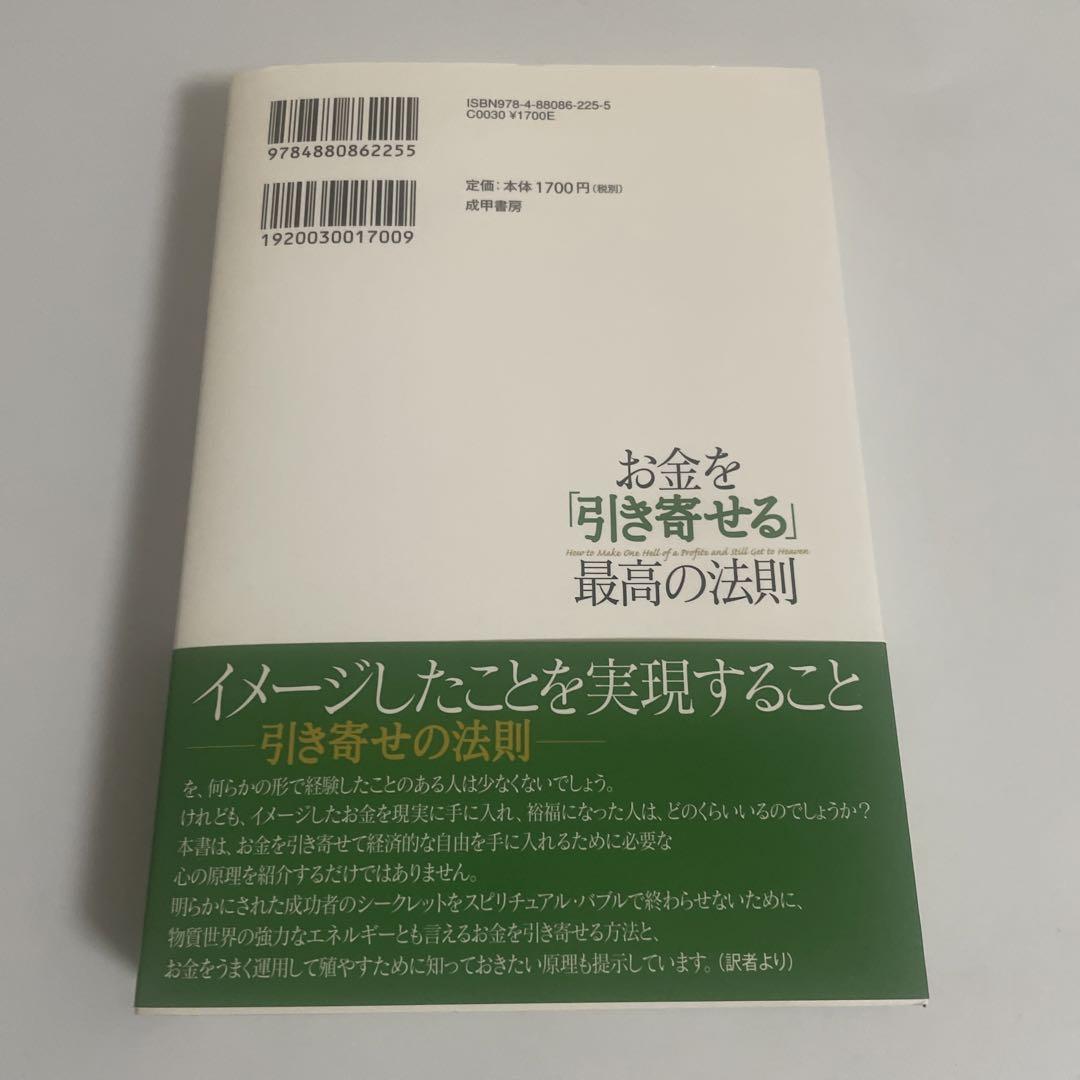 ISBN978-4-88086-225-5
C0030 ¥1700E
9784880862255
定価：本体1700円（税別）
成甲書房
1920030017009
お金を
「引き寄せる」
How to Make One Hell of a Profite and Still Get to Heaven
最高の法則
イメージしたことを実現すること
引き寄せの法則
を、何らかの形で経験したことのある人は少なくないでしょう。
けれども、イメージしたお金を現実に手に入れ、裕福になった人は、どのくらいいるのでしょうか？
本書は、お金を引き寄せて経済的な自由を手に入れるために必要な
心の原理を紹介するだけではありません。
明らかにされた成功者のシークレットをスピリチュアル・バブルで終わらせないために、
物質世界の強力なエネルギーとも言えるお金を引き寄せる方法と、
お金をうまく運用して殖やすために知っておきたい原理も提示しています。（訳者より）